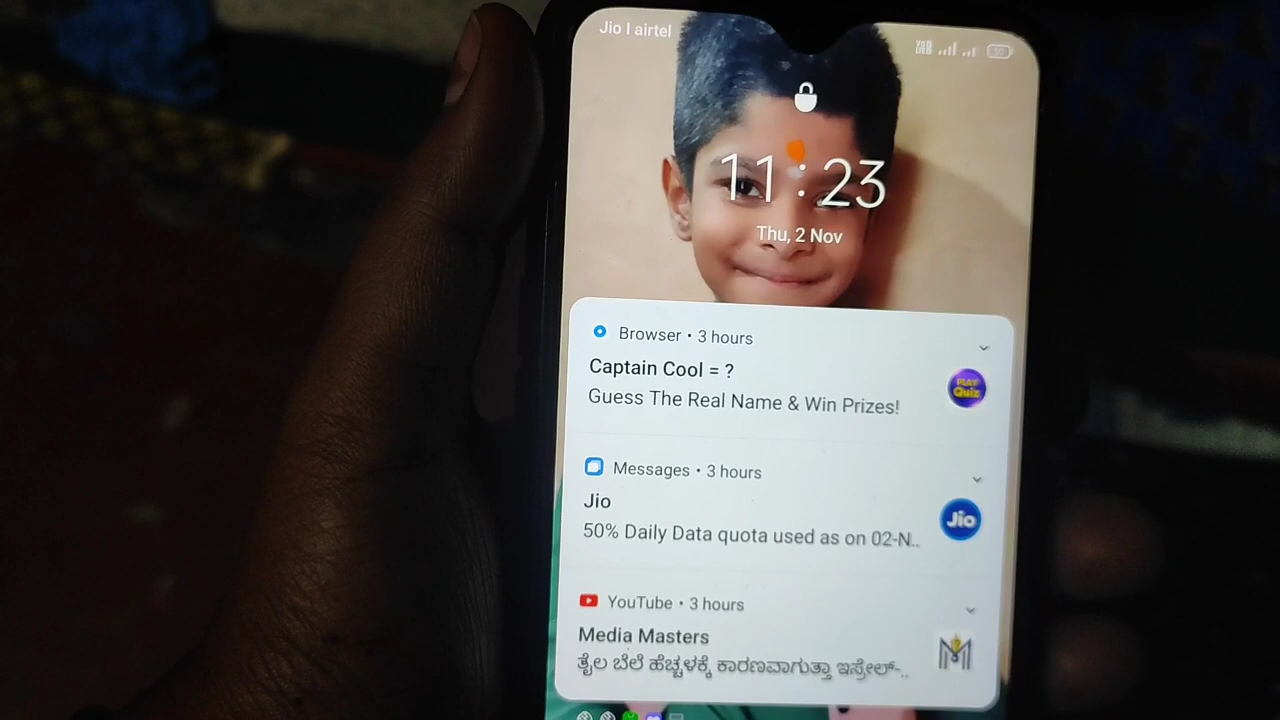 Jio | airtel
11:23
Thu, 2 Nov
Browser • 3 hours
Captain Cool = ?
Guess The Real Name & Win Prizes!
PLAY
Quiz
Messages • 3 hours
Jio
50% Daily Data quota used as on 02-N..
Jio
YouTube • 3 hours
Media Masters
ತೈಲ ಬೆಲೆ ಹೆಚ್ಚಳಕ್ಕೆ ಕಾರಣವಾಗುತ್ತಾ ಇಸ್ರೇಲ್-..
M